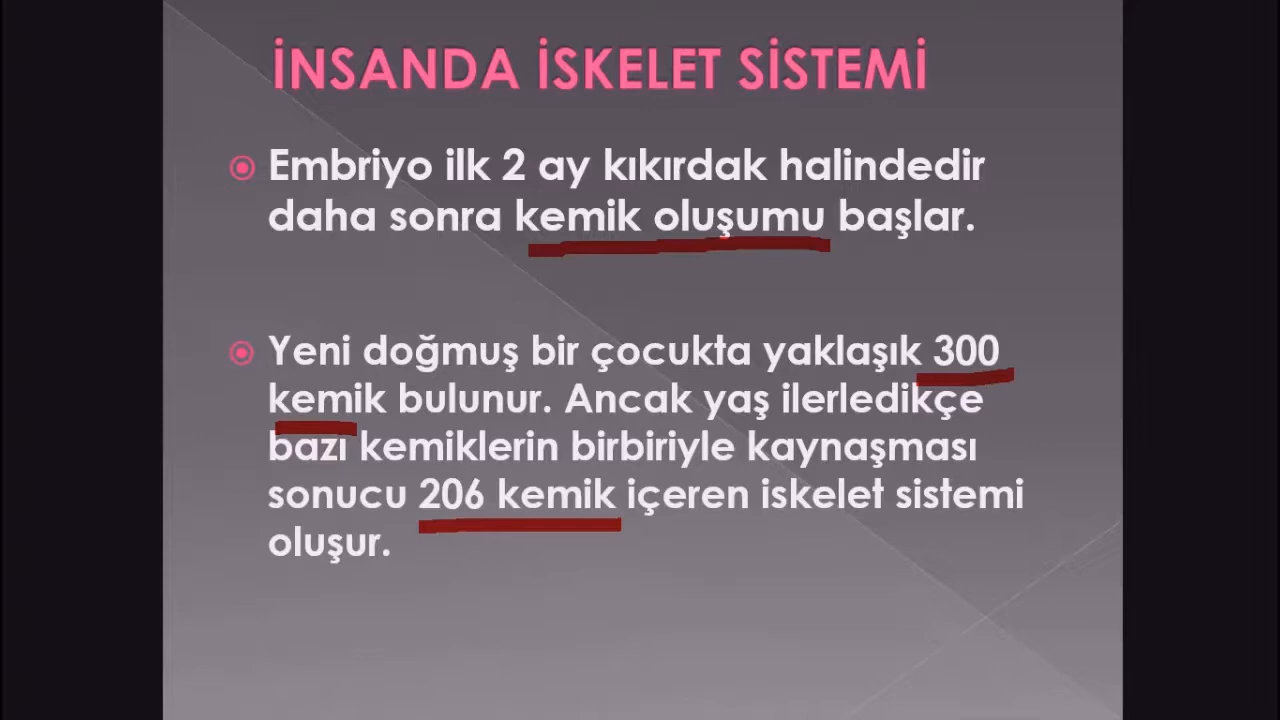 İNSANDA İSKELET SİSTEMİ
Embriyo ilk 2 ay kıkırdak halindedir
daha sonra kemik oluşumu başlar.
Yeni doğmuş bir çocukta yaklaşık 300
kemik bulunur. Ancak yaş ilerledikçe
bazı kemiklerin birbiriyle kaynaşması
sonucu 206 kemik içeren iskelet sistemi
oluşur.